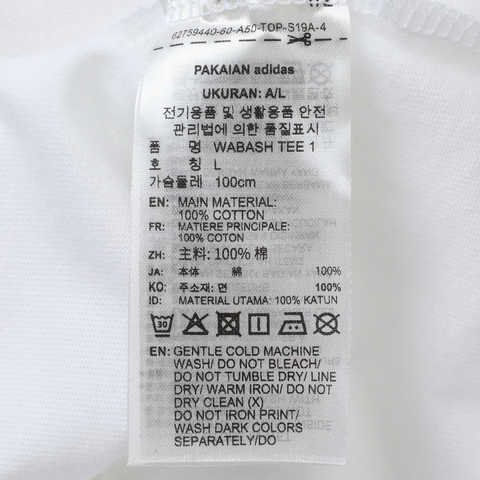 62759440-60-A50-TOP-S19A-4
PAKAIAN adidas
UKURAN: A/L
전기용품 및 생활용품 안전
관리법에 의한 품질표시
품 명 WABASH TEE 1
호 칭 L
가슴둘레 100cm
EN: MAIN MATERIAL:
100% COTTON
FR: MATIERE PRINCIPALE:
100% COTON
ZH: 主料: 100% 棉
JA: 本体 綿 100%
KO: 주소재: 면 100%
ID: MATERIAL UTAMA: 100% KATUN
30
EN: GENTLE COLD MACHINE
WASH/ DO NOT BLEACH/
DO NOT TUMBLE DRY/ LINE
DRY/ WARM IRON/ DO NOT
DRY CLEAN (X)
DO NOT IRON PRINT/
WASH DARK COLORS
SEPARATELY/DO